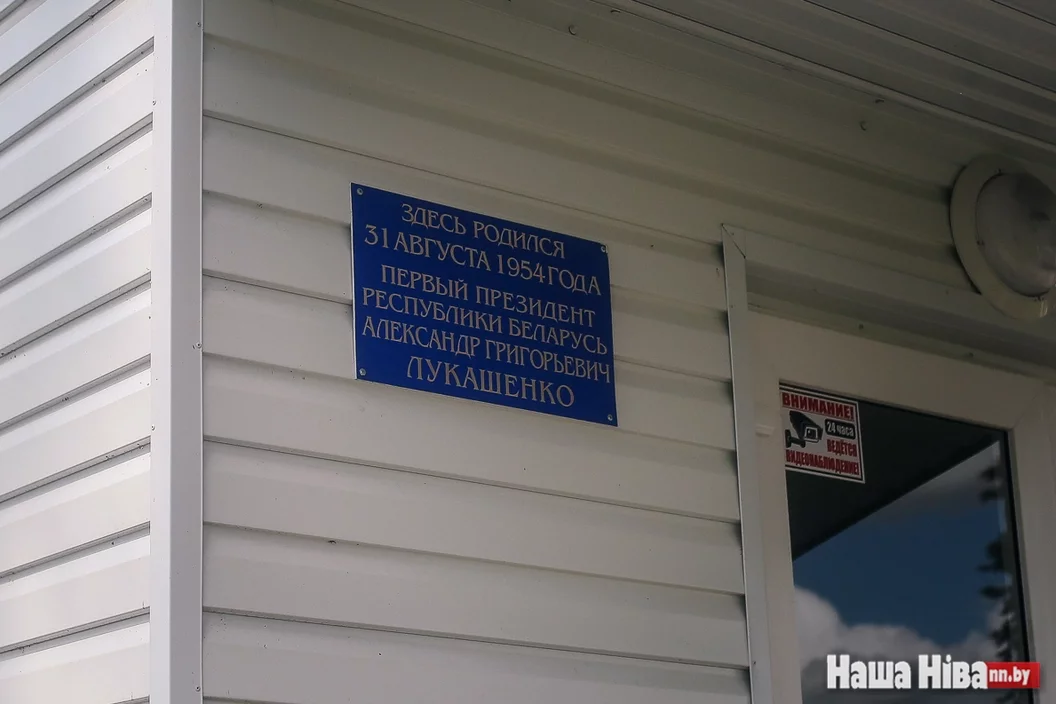 ЗДЕСЬ РОДИЛСЯ
31 АВГУСТА 1954 ГОДА
ПЕРВЫЙ ПРЕЗИДЕНТ
РЕСПУБЛИКИ БЕЛАРУСЬ
АЛЕКСАНДР ГРИГОРЬЕВИЧ
ЛУКАШЕНКО
ВНИМАНИЕ!
24 часа
ВЕДЁТСЯ
ВИДЕОНАБЛЮДЕНИЕ!
Наша Ніва nn.by